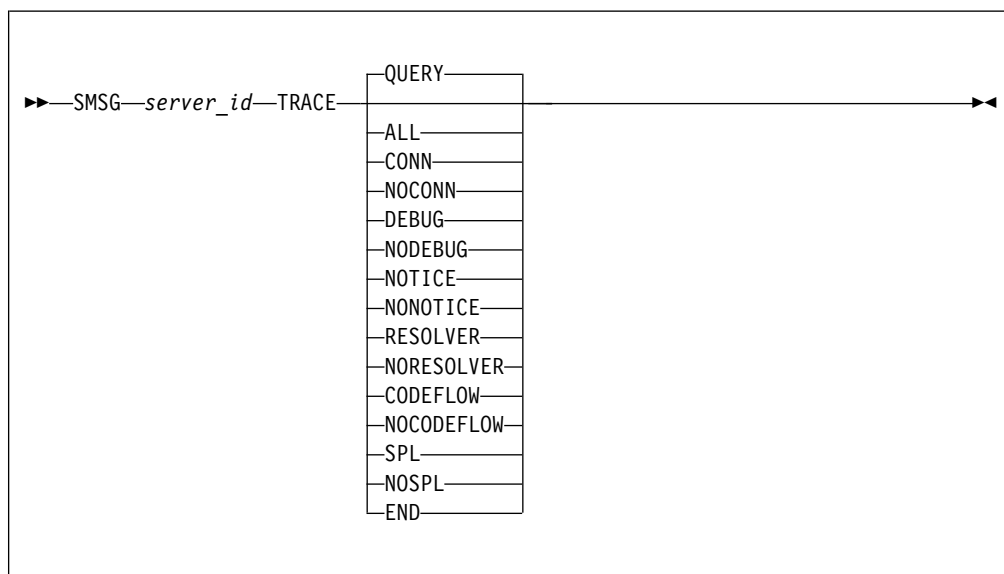 QUERY
SMSG server_id TRACE
ALL
CONN
NOCONN
DEBUG
NODEBUG
NOTICE
NONOTICE
RESOLVER
NORESOLVER
CODEFLOW
NOCODEFLOW
SPL
NOSPL
END